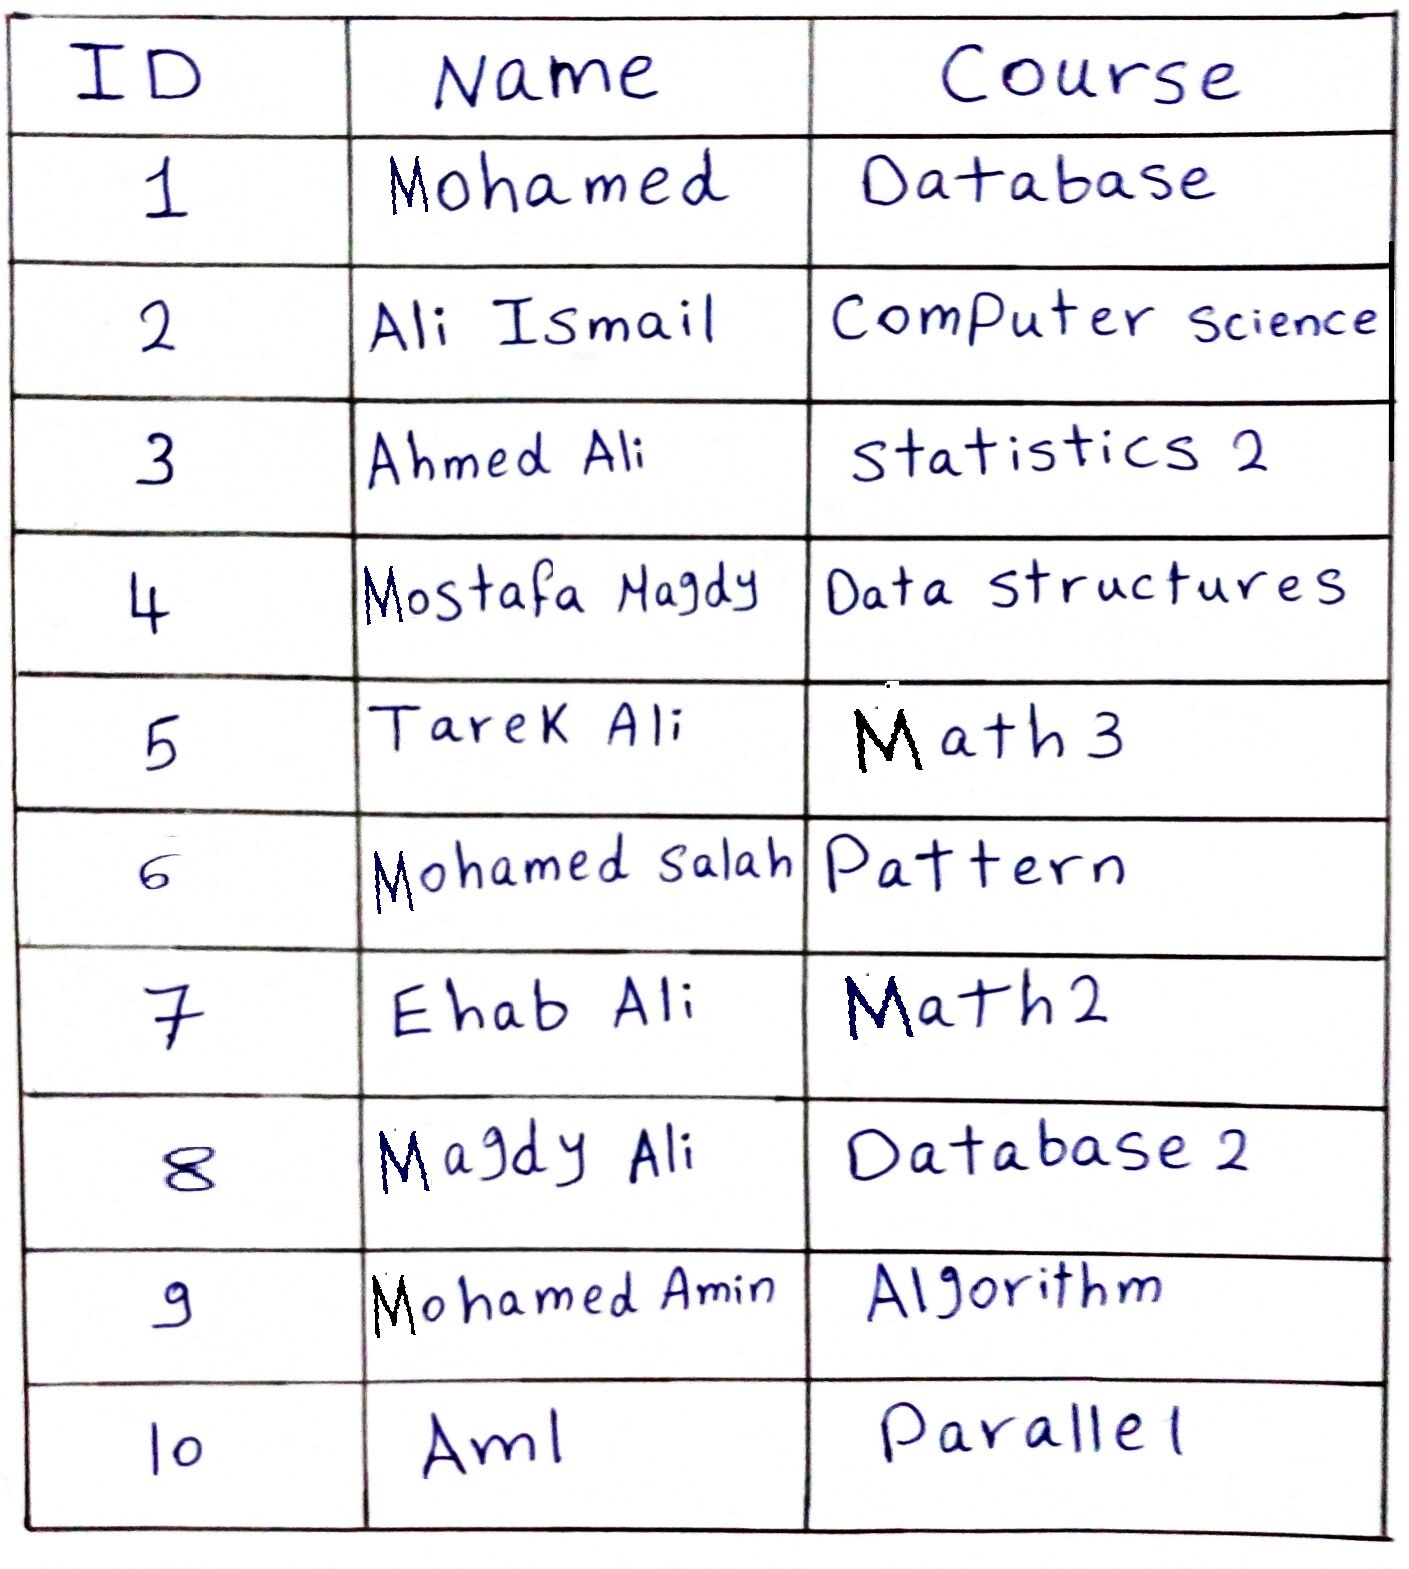 ID Name Course
1 Mohamed Database
2 Ali Ismail Computer science
3 Ahmed Ali statistics 2
4 Mostafa Magdy Data structures
5 Tarek Ali Math 3
6 Mohamed salah Pattern
7 Ehab Ali Math 2
8 Magdy Ali Database 2
9 Mohamed Amin Algorithm
10 Aml Parallel